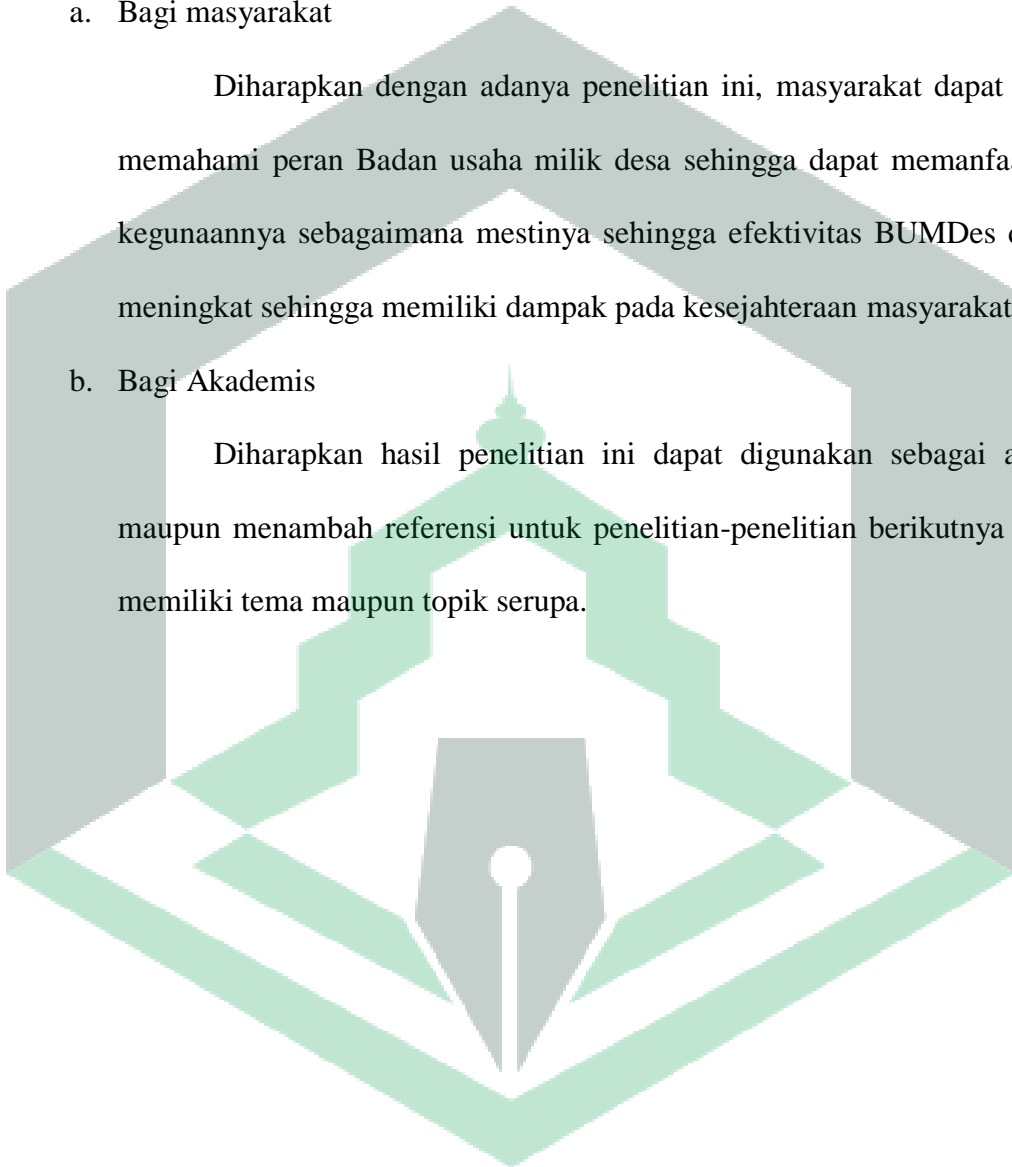 a. Bagi masyarakat
Diharapkan dengan adanya penelitian ini, masyarakat dapat
memahami peran Badan usaha milik desa sehingga dapat
kegunaannya sebagaimana mestinya sehingga efektivitas BUMDes
meningkat sehingga memiliki dampak pada kesejahteraan masyarakat
b. Bagi Akademis
Diharapkan hasil penelitian ini dapat digunakan sebagai
maupun menambah referensi untuk penelitian-penelitian berikutnya
memiliki tema maupun topik serupa.